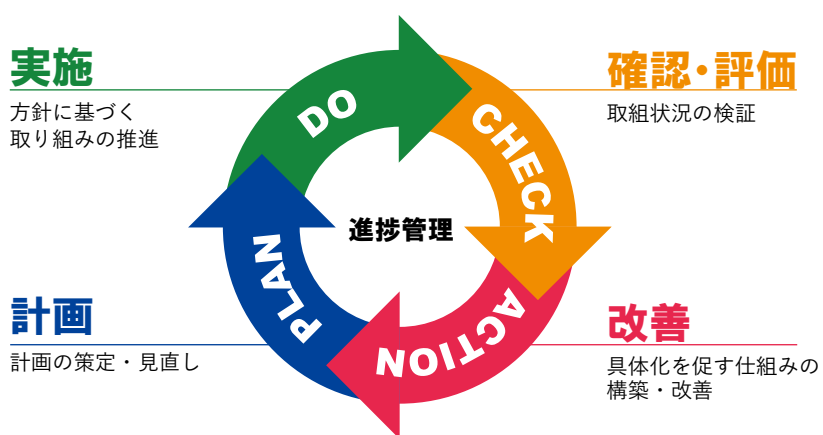 実施
方針に基づく
取り組みの推進
確認・評価
取組状況の検証
DO
CHECK
進捗管理
PLAN
ACTION
計画
計画の策定・見直し
改善
具体化を促す仕組みの
構築・改善